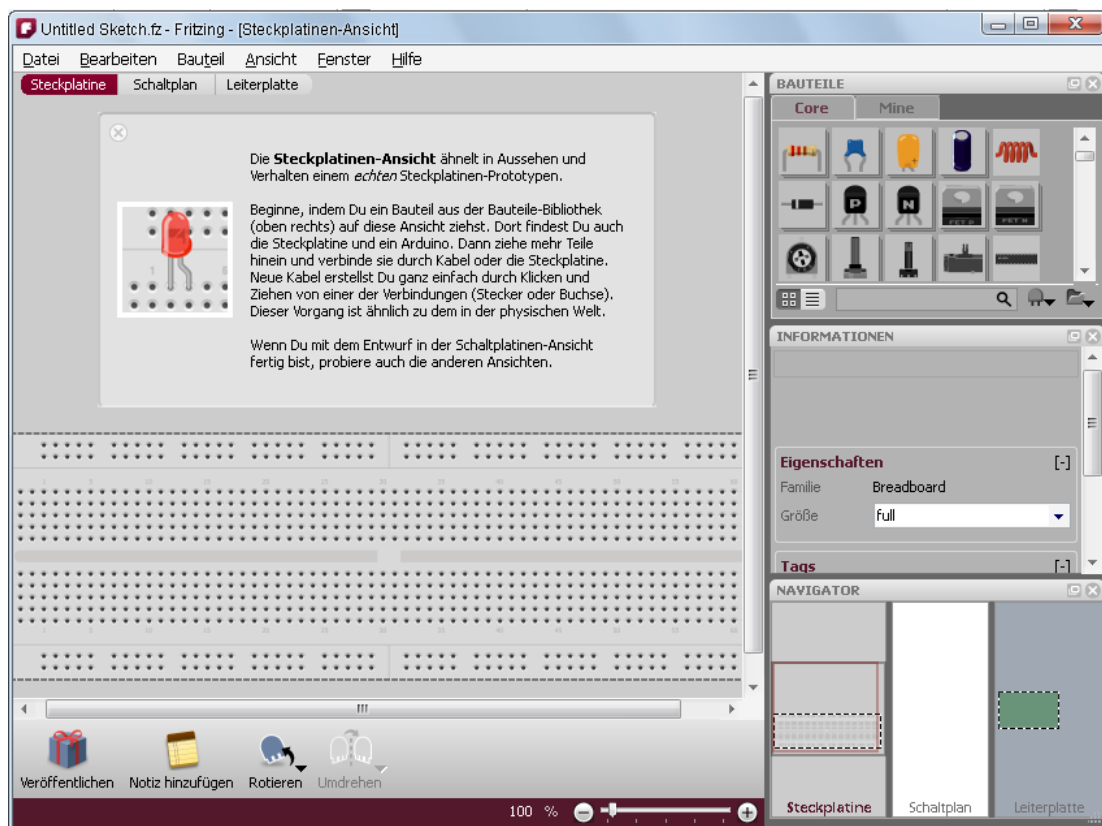 Untitled Sketch.fz - Fritzing - [Steckplatinen-Ansicht]
Datei Bearbeiten Bauteil Ansicht Fenster Hilfe
Steckplatine Schaltplan Leiterplatte
Die Steckplatinen-Ansicht ähnelt in Aussehen und
Verhalten einem echten Steckplatinen-Prototypen.
Beginne, indem Du ein Bauteil aus der Bauteile-Bibliothek
(oben rechts) auf diese Ansicht ziehst. Dort findest Du auch
die Steckplatine und ein Arduino. Dann ziehe mehr Teile
hinein und verbinde sie durch Kabel oder die Steckplatine.
Neue Kabel erstellst Du ganz einfach durch Klicken und
Ziehen von einer der Verbindungen (Stecker oder Buchse).
Dieser Vorgang ist ähnlich zu dem in der physischen Welt.
Wenn Du mit dem Entwurf in der Schaltplatinen-Ansicht
fertig bist, probiere auch die anderen Ansichten.
Veröffentlichen Notiz hinzufügen Rotieren Umdrehen
100 %
BAUTEILE
Core Mine
P N FET P FET N
INFORMATIONEN
Eigenschaften [-]
Familie Breadboard
Größe full
Tags [-]
NAVIGATOR
Steckplatine Schaltplan Leiterplatte